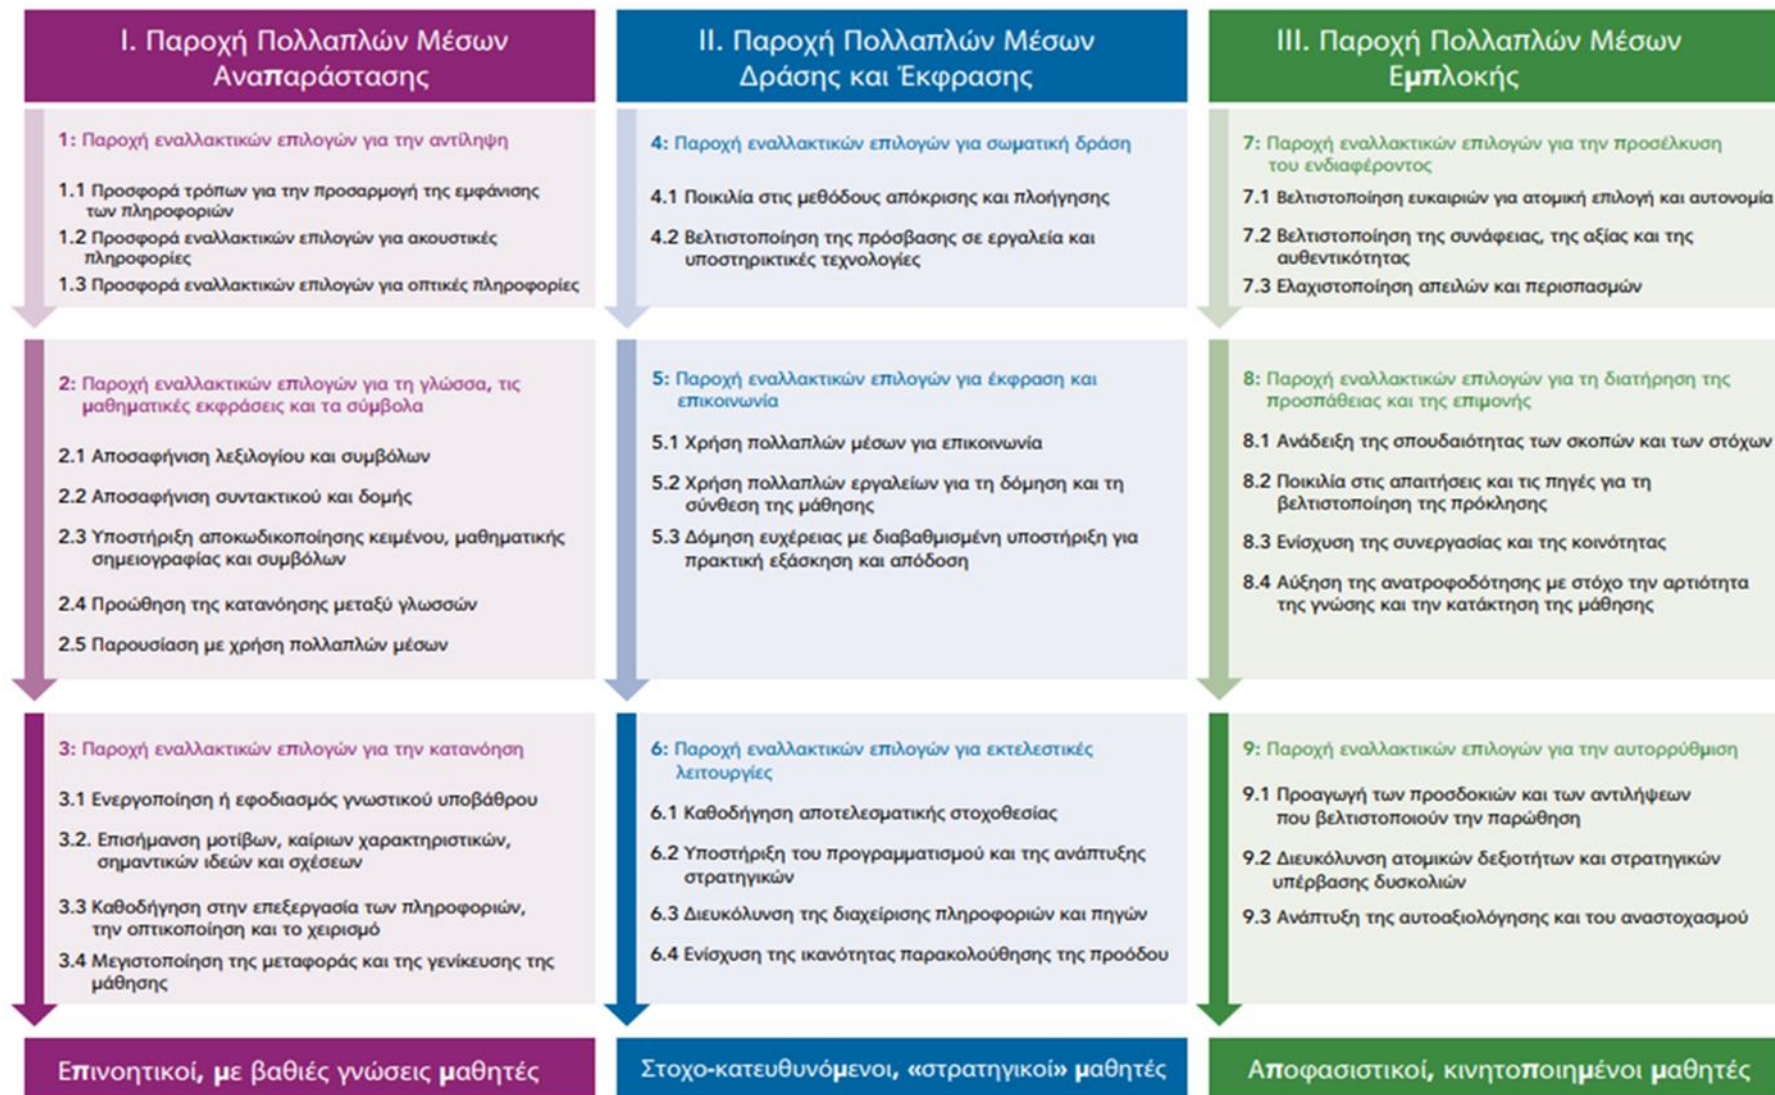 I. Παροχή Πολλαπλών Μέσων
Αναπαράστασης
1: Παροχή εναλλακτικών επιλογών για την αντίληψη
1.1 Προσφορά τρόπων για την προσαρμογή της εμφάνισης
των πληροφοριών
1.2 Προσφορά εναλλακτικών επιλογών για ακουστικές
πληροφορίες
1.3 Προσφορά εναλλακτικών επιλογών για οπτικές πληροφορίες
2: Παροχή εναλλακτικών επιλογών για τη γλώσσα, τις
μαθηματικές εκφράσεις και τα σύμβολα
2.1 Αποσαφήνιση λεξιλογίου και συμβόλων
2.2 Αποσαφήνιση συντακτικού και δομής
2.3 Υποστήριξη αποκωδικοποίησης κειμένου, μαθηματικής
σημειογραφίας και συμβόλων
2.4 Προώθηση της κατανόησης μεταξύ γλωσσών
2.5 Παρουσίαση με χρήση πολλαπλών μέσων
3: Παροχή εναλλακτικών επιλογών για την κατανόηση
3.1 Ενεργοποίηση ή εφοδιασμός γνωστικού υποβάθρου
3.2. Επισήμανση μοτίβων, καίριων χαρακτηριστικών,
σημαντικών ιδεών και σχέσεων
3.3 Καθοδήγηση στην επεξεργασία των πληροφοριών,
την οπτικοποίηση και το χειρισμό
3.4 Μεγιστοποίηση της μεταφοράς και της γενίκευσης της
μάθησης
Επινοητικοί, με βαθιές γνώσεις μαθητές
II. Παροχή Πολλαπλών Μέσων
Δράσης και Έκφρασης
4: Παροχή εναλλακτικών επιλογών για σωματική δράση
4.1 Ποικιλία στις μεθόδους απόκρισης και πλοήγησης
4.2 Βελτιστοποίηση της πρόσβασης σε εργαλεία και
υποστηρικτικές τεχνολογίες
5: Παροχή εναλλακτικών επιλογών για έκφραση και
επικοινωνία
5.1 Χρήση πολλαπλών μέσων για επικοινωνία
5.2 Χρήση πολλαπλών εργαλείων για τη δόμηση και τη
σύνθεση της μάθησης
5.3 Δόμηση ευχέρειας με διαβαθμισμένη υποστήριξη για
πρακτική εξάσκηση και απόδοση
6: Παροχή εναλλακτικών επιλογών για εκτελεστικές
λειτουργίες
6.1 Καθοδήγηση αποτελεσματικής στοχοθεσίας
6.2 Υποστήριξη του προγραμματισμού και της ανάπτυξης
στρατηγικών
6.3 Διευκόλυνση της διαχείρισης πληροφοριών και πηγών
6.4 Ενίσχυση της ικανότητας παρακολούθησης της προόδου
Στοχο-κατευθυνόμενοι, «στρατηγικοί» μαθητές
III. Παροχή Πολλαπλών Μέσων
Εμπλοκής
7: Παροχή εναλλακτικών επιλογών για την προσέλκυση
του ενδιαφέροντος
7.1 Βελτιστοποίηση ευκαιριών για ατομική επιλογή και αυτονομία
7.2 Βελτιστοποίηση της συνάφειας, της αξίας και της
αυθεντικότητας
7.3 Ελαχιστοποίηση απειλών και περισπασμών
8: Παροχή εναλλακτικών επιλογών για τη διατήρηση της
προσπάθειας και της επιμονής
8.1 Ανάδειξη της σπουδαιότητας των σκοπών και των στόχων
8.2 Ποικιλία στις απαιτήσεις και τις πηγές για τη
βελτιστοποίηση της πρόκλησης
8.3 Ενίσχυση της συνεργασίας και της κοινότητας
8.4 Αύξηση της ανατροφοδότησης με στόχο την αρτιότητα
της γνώσης και την κατάκτηση της μάθησης
9: Παροχή εναλλακτικών επιλογών για την αυτορρύθμιση
9.1 Προαγωγή των προσδοκιών και των αντιλήψεων
που βελτιστοποιούν την παρώθηση
9.2 Διευκόλυνση ατομικών δεξιοτήτων και στρατηγικών
υπέρβασης δυσκολιών
9.3 Ανάπτυξη της αυτοαξιολόγησης και του αναστοχασμού
Αποφασιστικοί, κινητοποιημένοι μαθητές